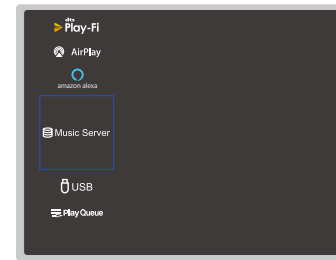 dts
Play-Fi
AirPlay
amazon alexa
Music Server
USB
Play Queue